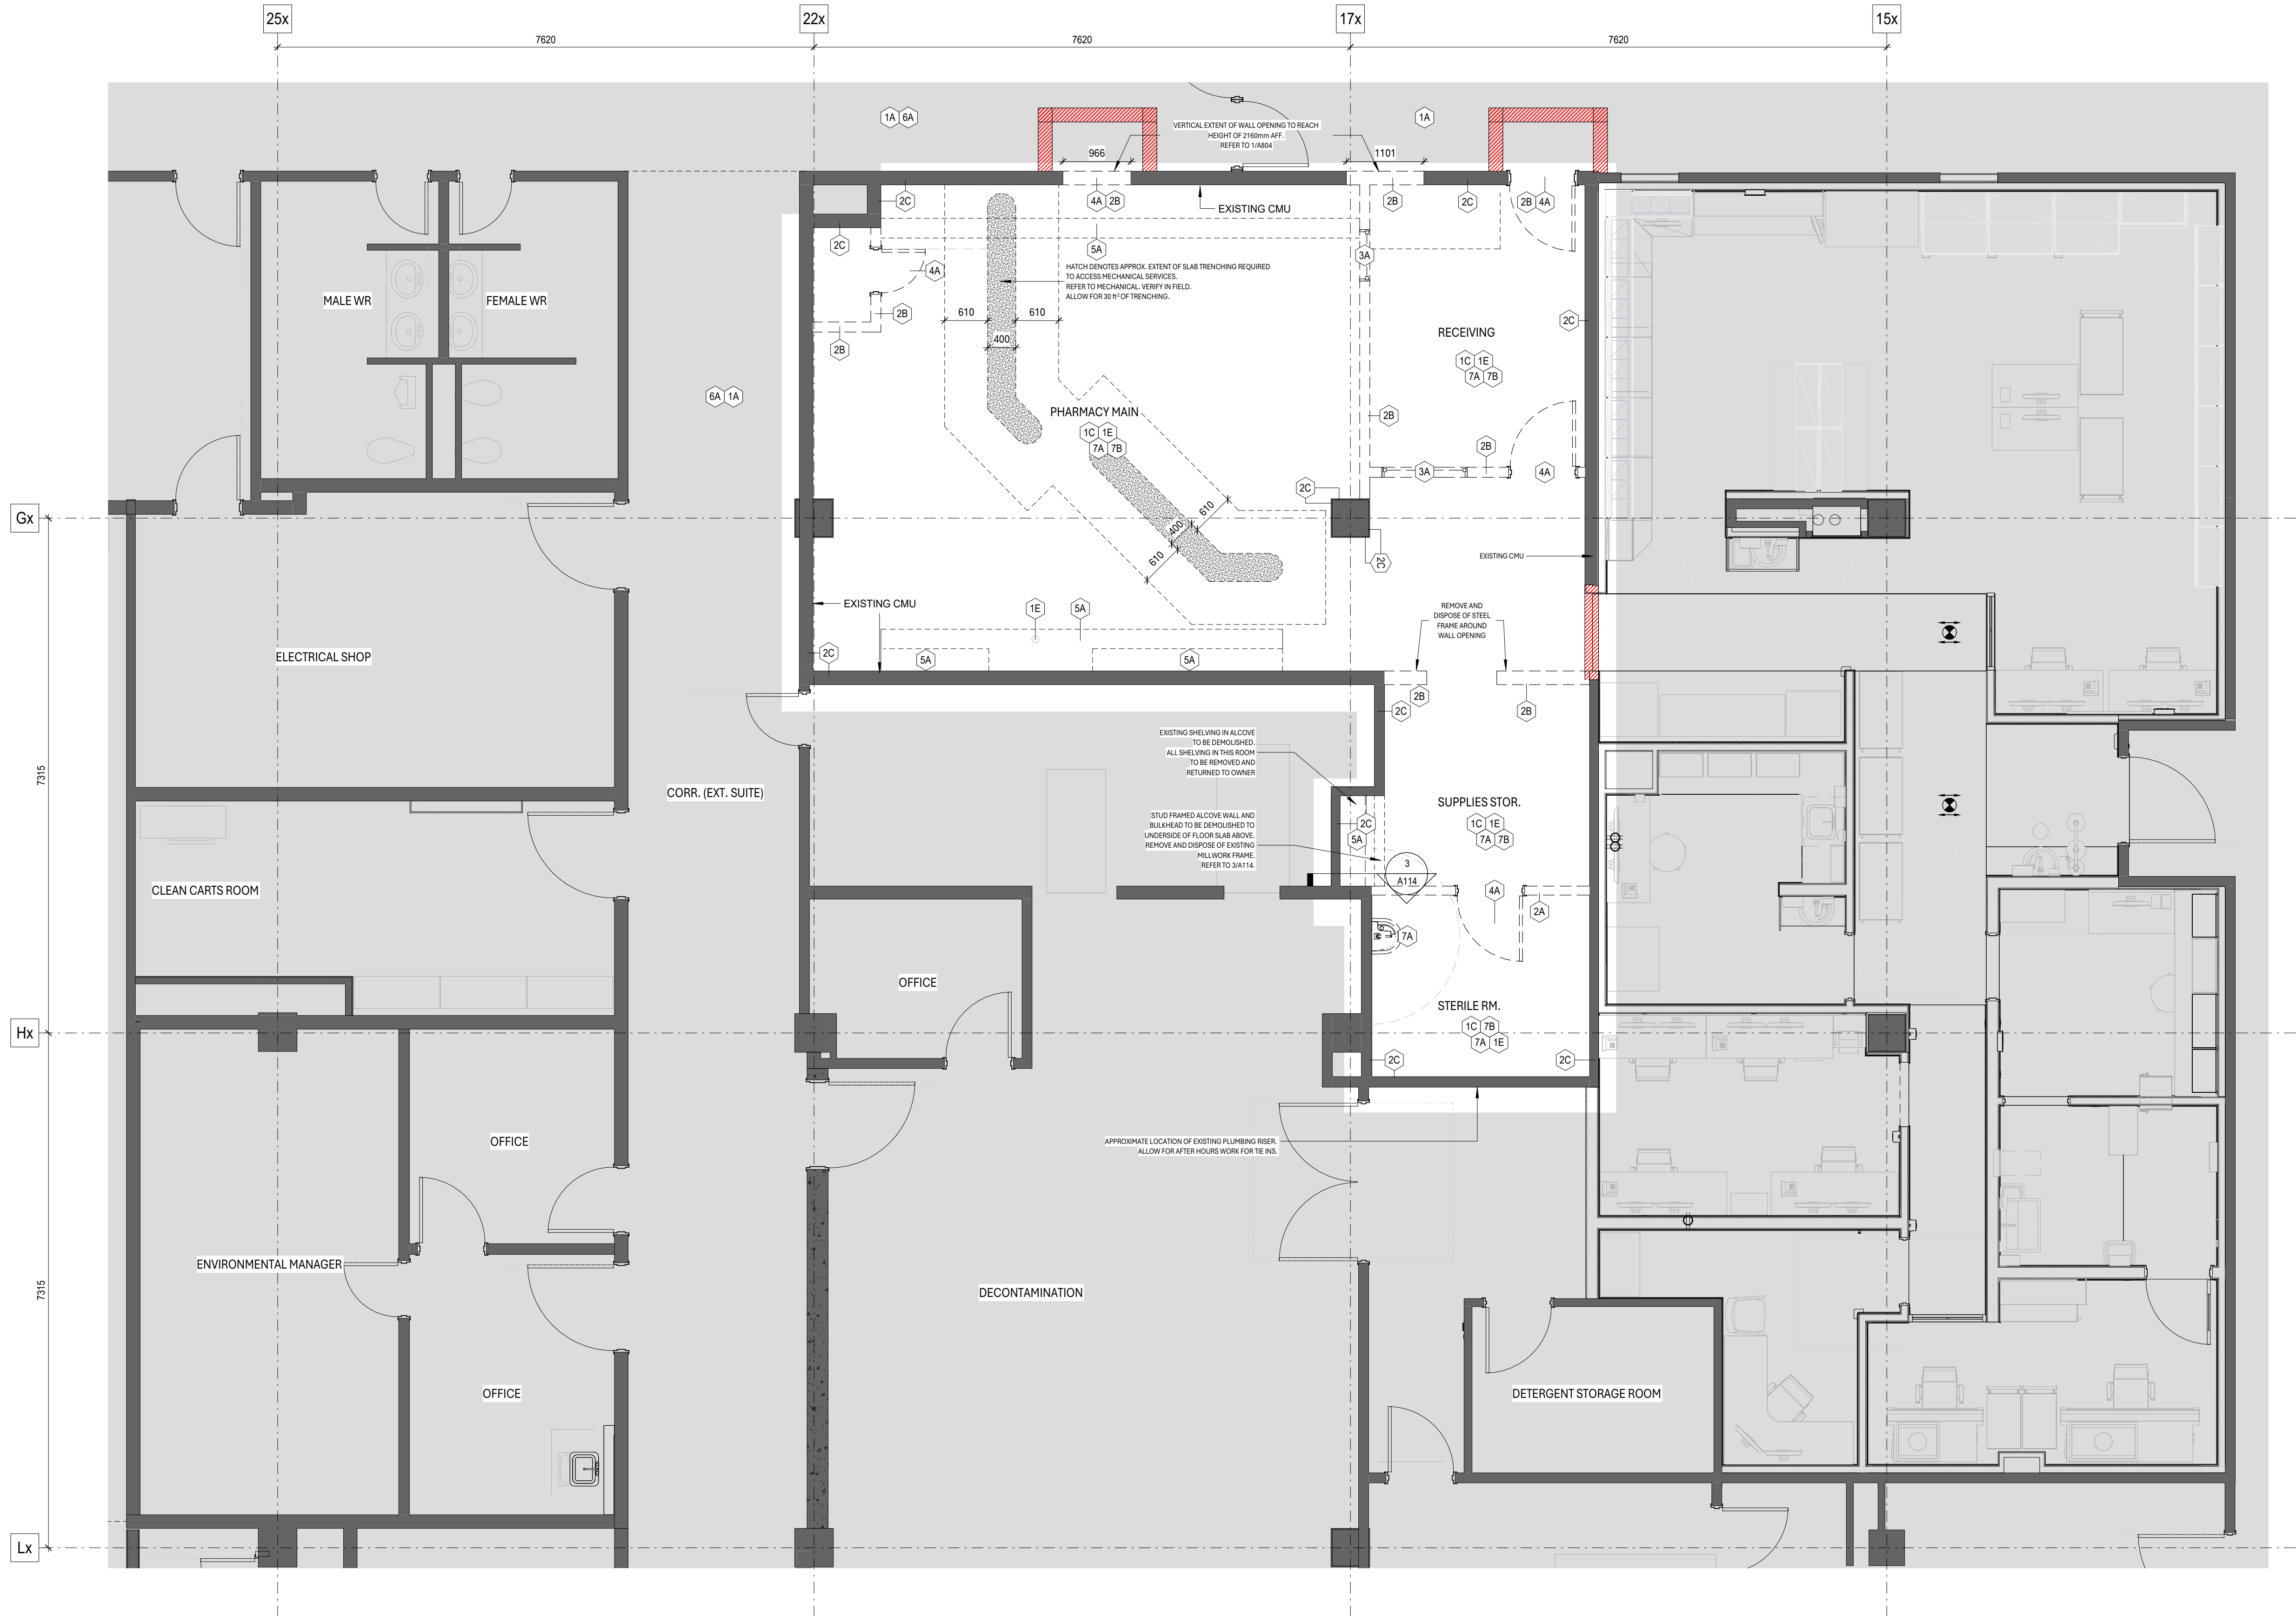 25x
22x
17x
15x
7620
7620
7620
1A 6A
1A
VERTICAL EXTENT OF WALL OPENING TO REACH
HEIGHT OF 2160mm AFF.
REFER TO 1/A804
966
1101
2C
4A 2B
2B
2C
2B 4A
EXISTING CMU
2C
5A
3A
4A
HATCH DENOTES APPROX. EXTENT OF SLAB TRENCHING REQUIRED
TO ACCESS MECHANICAL SERVICES.
REFER TO MECHANICAL. VERIFY IN FIELD.
ALLOW FOR 30 ft² OF TRENCHING.
MALE WR
FEMALE WR
2B
610
610
2C
400
2B
RECEIVING
1C 1E
7A 7B
6A 1A
PHARMACY MAIN
1C 1E
7A 7B
2B
2B
3A
4A
2C
Gx
610
400
610
2C
EXISTING CMU
EXISTING CMU
1E
5A
REMOVE AND
DISPOSE OF STEEL
FRAME AROUND
WALL OPENING
ELECTRICAL SHOP
2C
5A
5A
2B
2C
2B
EXISTING SHELVING IN ALCOVE
TO BE DEMOLISHED.
ALL SHELVING IN THIS ROOM
TO BE REMOVED AND
RETURNED TO OWNER
7315
CORR. (EXT. SUITE)
SUPPLIES STOR.
1C 1E
7A 7B
STUD FRAMED ALCOVE WALL AND
BULKHEAD TO BE DEMOLISHED TO
UNDERSIDE OF FLOOR SLAB ABOVE.
REMOVE AND DISPOSE OF EXISTING
MILLWORK FRAME.
REFER TO 3/A114.
2C
5A
3
A114
CLEAN CARTS ROOM
4A
2A
7A
OFFICE
STERILE RM.
1C 7B
7A 1E
Hx
2C
2C
OFFICE
APPROXIMATE LOCATION OF EXISTING PLUMBING RISER.
ALLOW FOR AFTER HOURS WORK FOR TIE INS.
ENVIRONMENTAL MANAGER
7315
DECONTAMINATION
OFFICE
DETERGENT STORAGE ROOM
Lx